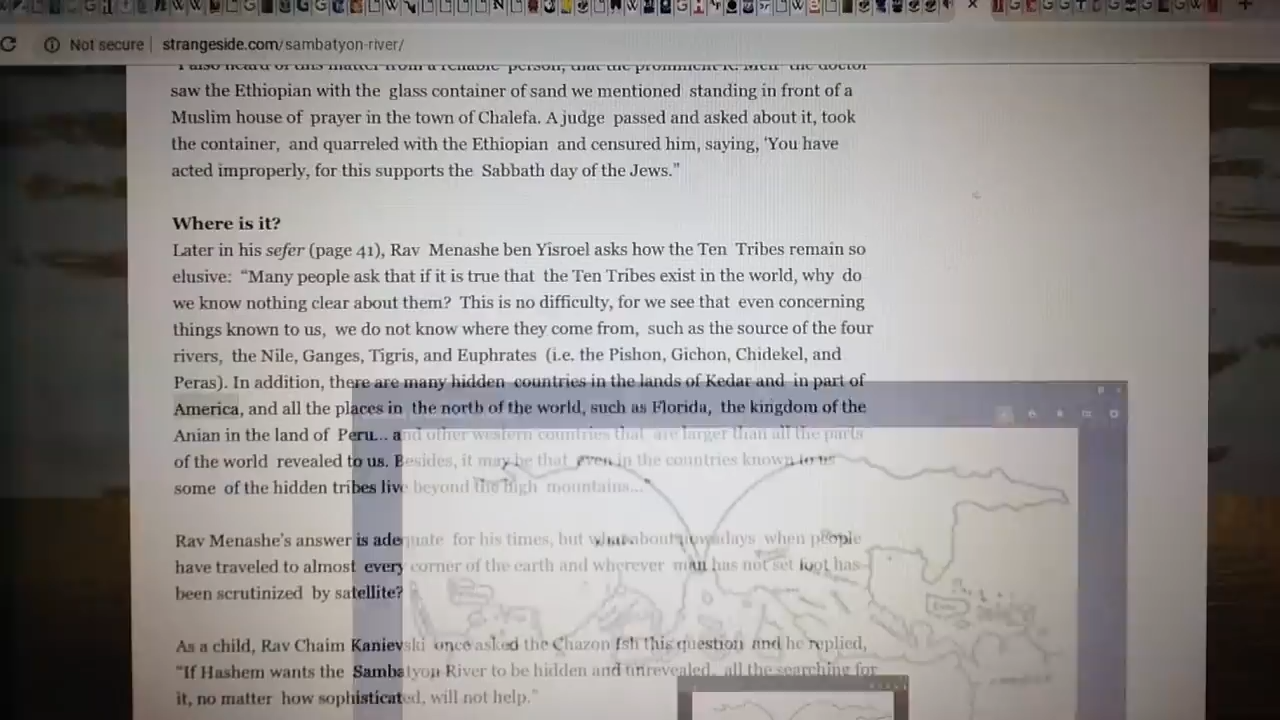 Not secure | strangeside.com/sambatyon-river/
I also heard of this matter from a reliable person, that the prominent R. Meir the doctor
saw the Ethiopian with the glass container of sand we mentioned standing in front of a
Muslim house of prayer in the town of Chalefa. A judge passed and asked about it, took
the container, and quarreled with the Ethiopian and censured him, saying, 'You have
acted improperly, for this supports the Sabbath day of the Jews."
Where is it?
Later in his sefer (page 41), Rav Menashe ben Yisroel asks how the Ten Tribes remain so
elusive: "Many people ask that if it is true that the Ten Tribes exist in the world, why do
we know nothing clear about them? This is no difficulty, for we see that even concerning
things known to us, we do not know where they come from, such as the source of the four
rivers, the Nile, Ganges, Tigris, and Euphrates (i.e. the Pishon, Gichon, Chidekel, and
Peras). In addition, there are many hidden countries in the lands of Kedar and in part of
America, and all the places in the north of the world, such as Florida, the kingdom of the
Anian in the land of Peru... and other western countries that are larger than all the parts
of the world revealed to us. Besides, it may be that even in the countries known to us
some of the hidden tribes live beyond the high mountains..."
Rav Menashe's answer is adequate for his times, but what about nowadays when people
have traveled to almost every corner of the earth and wherever man has not set foot has
been scrutinized by satellite?
As a child, Rav Chaim Kanievski once asked the Chazon Ish this question and he replied,
"If Hashem wants the Sambatyon River to be hidden and unrevealed, all the searching for
it, no matter how sophisticated, will not help."